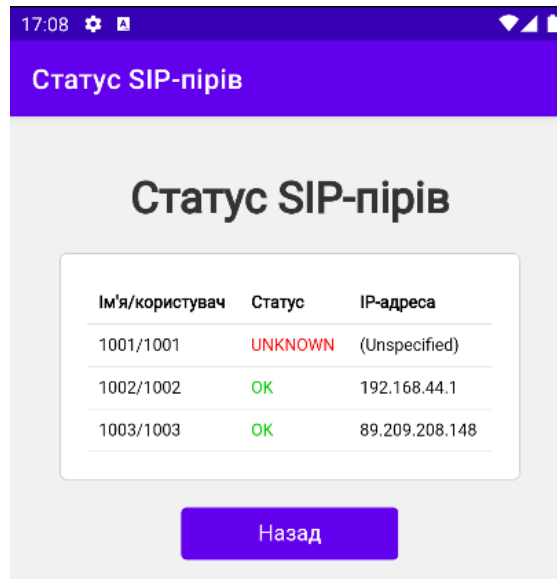 17:08
Статус SIP-пірів
Статус SIP-пірів
Ім'я/користувач Статус IP-адреса
1001/1001 UNKNOWN (Unspecified)
1002/1002 OK 192.168.44.1
1003/1003 OK 89.209.208.148
Назад